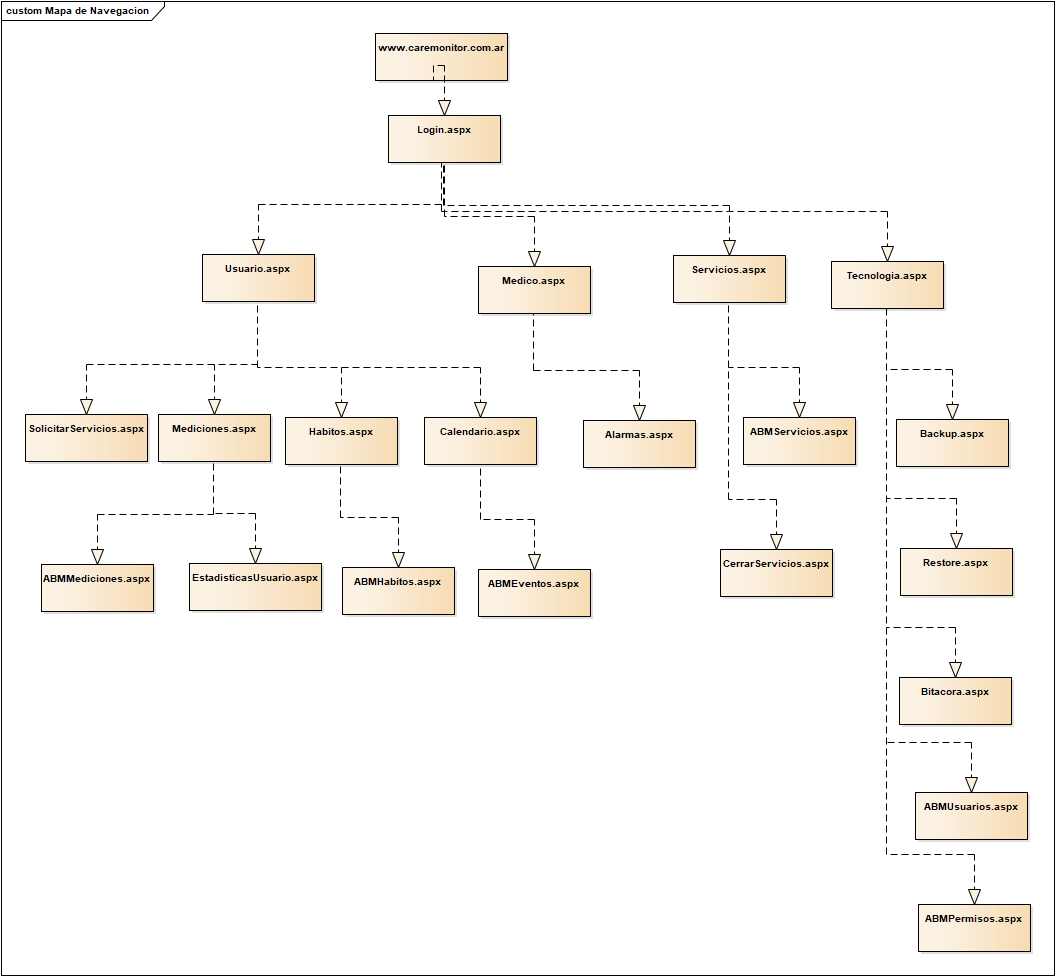 custom Mapa de Navegacion
www.caremonitor.com.ar
Login.aspx
Usuario.aspx
Medico.aspx
Servicios.aspx
Tecnologia.aspx
SolicitarServicios.aspx
Mediciones.aspx
Habitos.aspx
Calendario.aspx
Alarmas.aspx
ABMServicios.aspx
Backup.aspx
ABMMediciones.aspx
EstadisticasUsuario.aspx
ABMHabitos.aspx
ABMEventos.aspx
CerrarServicios.aspx
Restore.aspx
Bitacora.aspx
ABMUsuarios.aspx
ABMPermisos.aspx